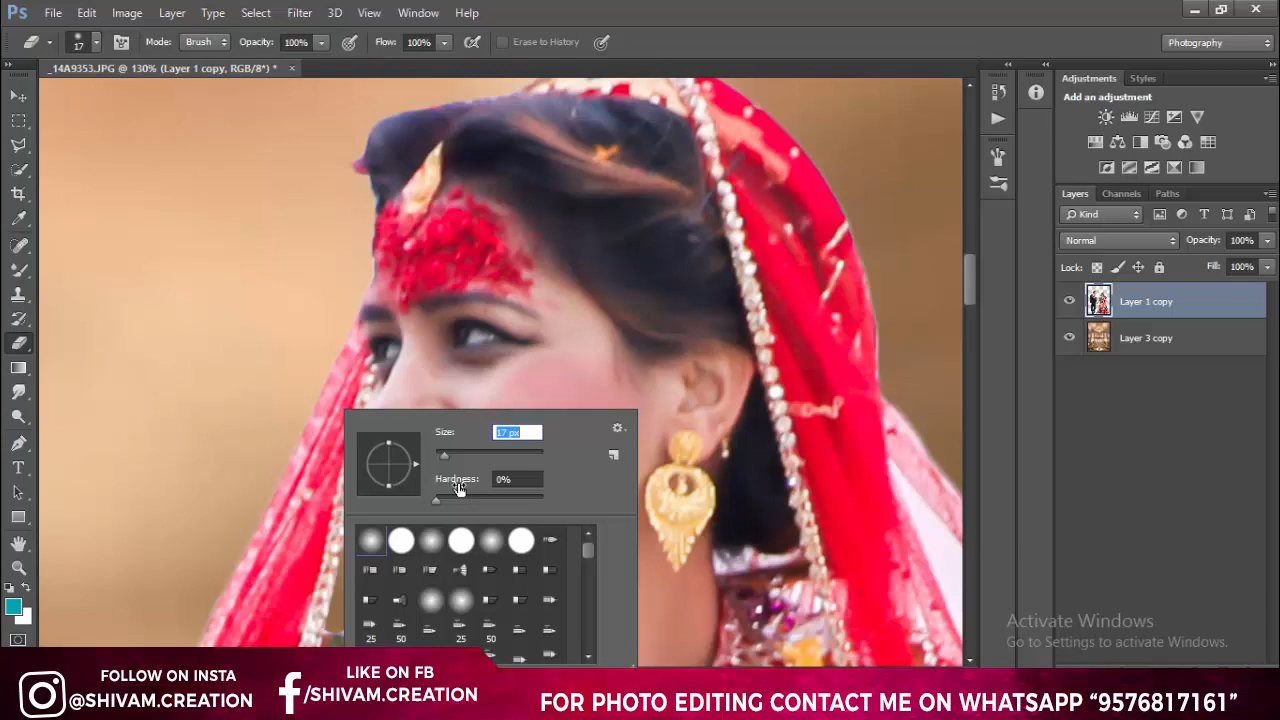 Ps File Edit Image Layer Type Select Filter 3D View Window Help
17 Mode: Brush Opacity: 100% Flow: 100% Erase to History Photography
_14A9353.JPG @ 130% (Layer 1 copy, RGB/8*) * ×
Adjustments Styles
Add an adjustment
Layers Channels Paths
Kind
Normal Opacity: 100%
Lock: Fill: 100%
Layer 1 copy
Layer 3 copy
Size: 17 px
Hardness: 0%
25 50 25 50
Activate Windows
Go to Settings to activate Windows.
FOLLOW ON INSTA
@SHIVAM.CREATION
LIKE ON FB
/SHIVAM.CREATION
FOR PHOTO EDITING CONTACT ME ON WHATSAPP “9576817161”